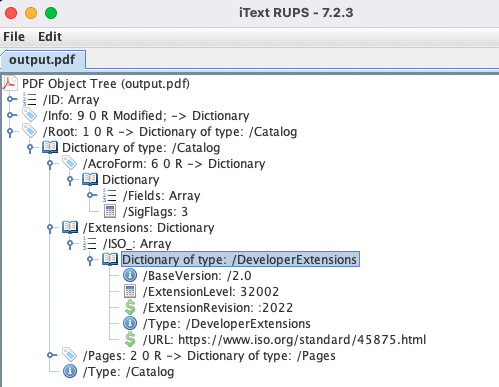 iText RUPS - 7.2.3
File Edit
output.pdf
PDF Object Tree (output.pdf)
/ID: Array
/Info: 9 0 R Modified; -> Dictionary
/Root: 1 0 R -> Dictionary of type: /Catalog
Dictionary of type: /Catalog
/AcroForm: 6 0 R -> Dictionary
Dictionary
/Fields: Array
/SigFlags: 3
/Extensions: Dictionary
/ISO_: Array
Dictionary of type: /DeveloperExtensions
/BaseVersion: /2.0
/ExtensionLevel: 32002
/ExtensionRevision: :2022
/Type: /DeveloperExtensions
/URL: https://www.iso.org/standard/45875.html
/Pages: 2 0 R -> Dictionary of type: /Pages
/Type: /Catalog